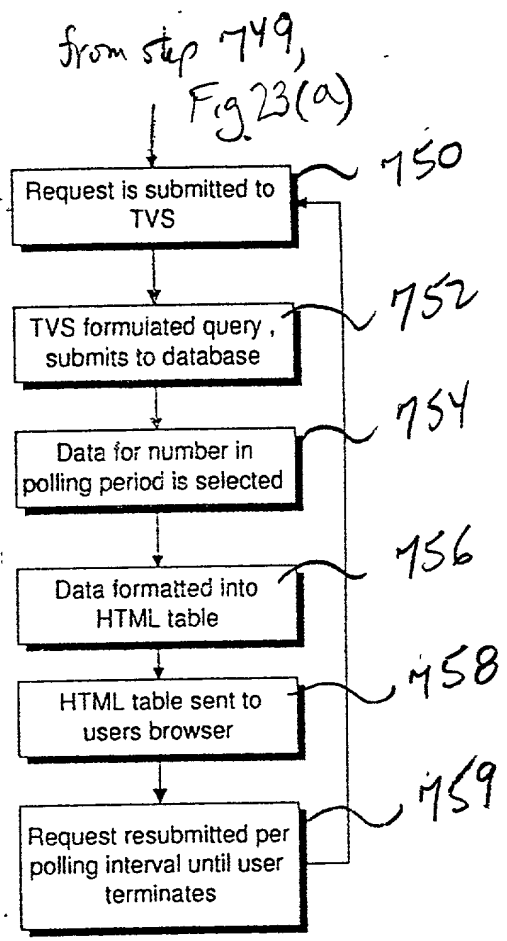 from step 749,
Fig. 23(a)
750
Request is submitted to
TVS
752
TVS formulated query ,
submits to database
754
Data for number in
polling period is selected
756
Data formatted into
HTML table
758
HTML table sent to
users browser
759
Request resubmitted per
polling interval until user
terminates